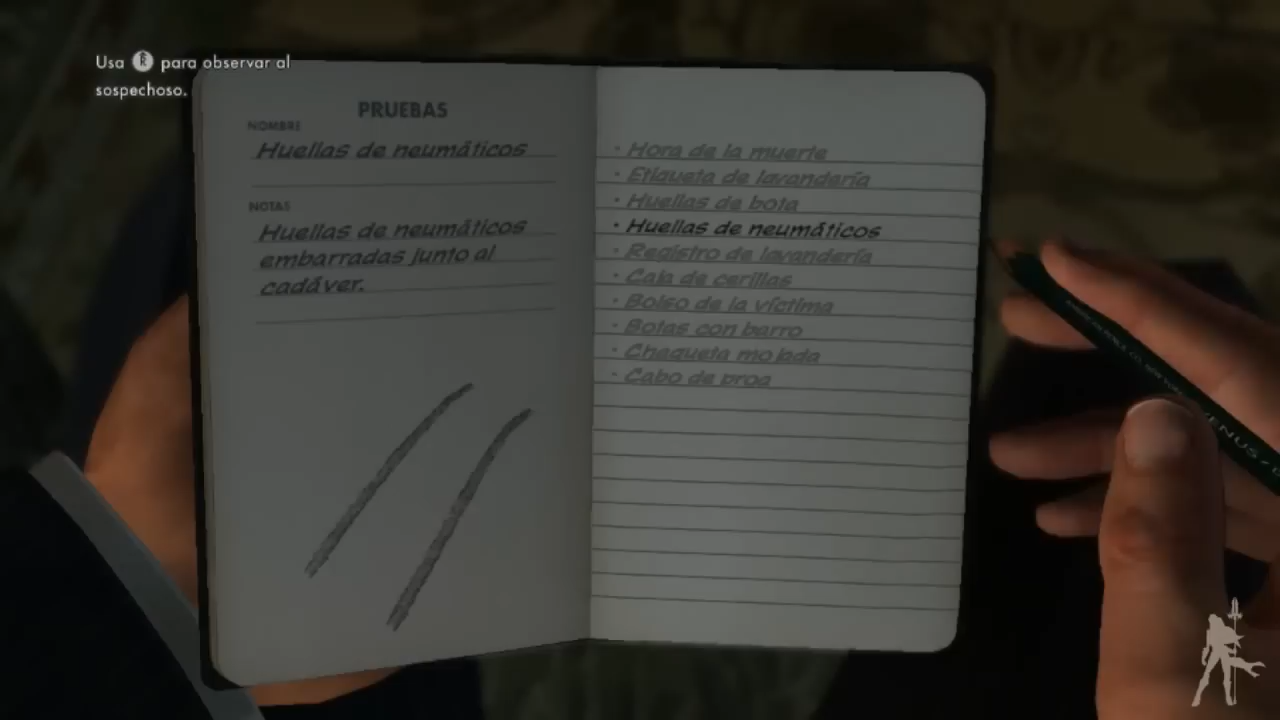 Usa R para observar al
sospechoso.
PRUEBAS
NOMBRE
Huellas de neumáticos
NOTAS
Huellas de neumáticos
embarradas junto al
cadáver.
· Hora de la muerte
· Etiqueta de lavandería
· Huellas de bota
· Huellas de neumáticos
· Registro de lavandería
· Caja de cerillas
· Bolso de la víctima
· Botas con barro
· Chaqueta mojada
· Cabo de proa
VENUS